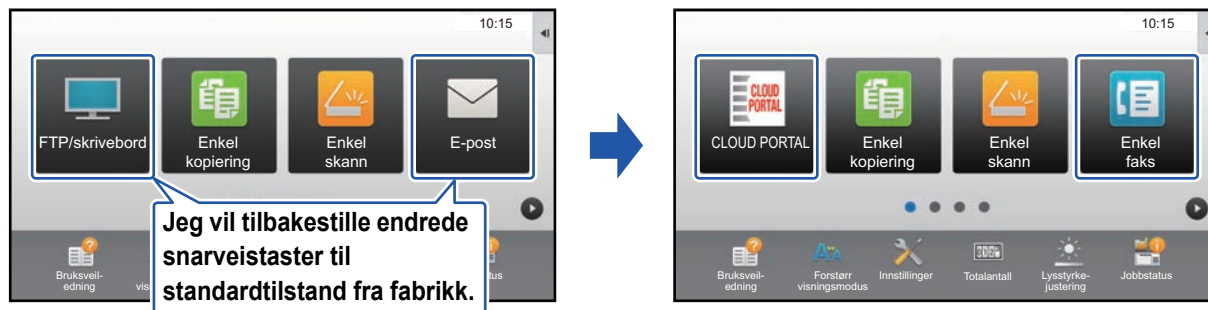 10:15
FTP/skrivebord
Enkel
kopiering
Enkel
skann
E-post
Jeg vil tilbakestille endrede
snarveistaster til
standardtilstand fra fabrikk.
Bruksveil-
edning
10:15
CLOUD
PORTAL
CLOUD PORTAL
Enkel
kopiering
Enkel
skann
Enkel
faks
Bruksveil-
edning
Forstørr
visningsmodus
Innstillinger
Totalantall
Lysstyrke-
justering
Jobbstatus